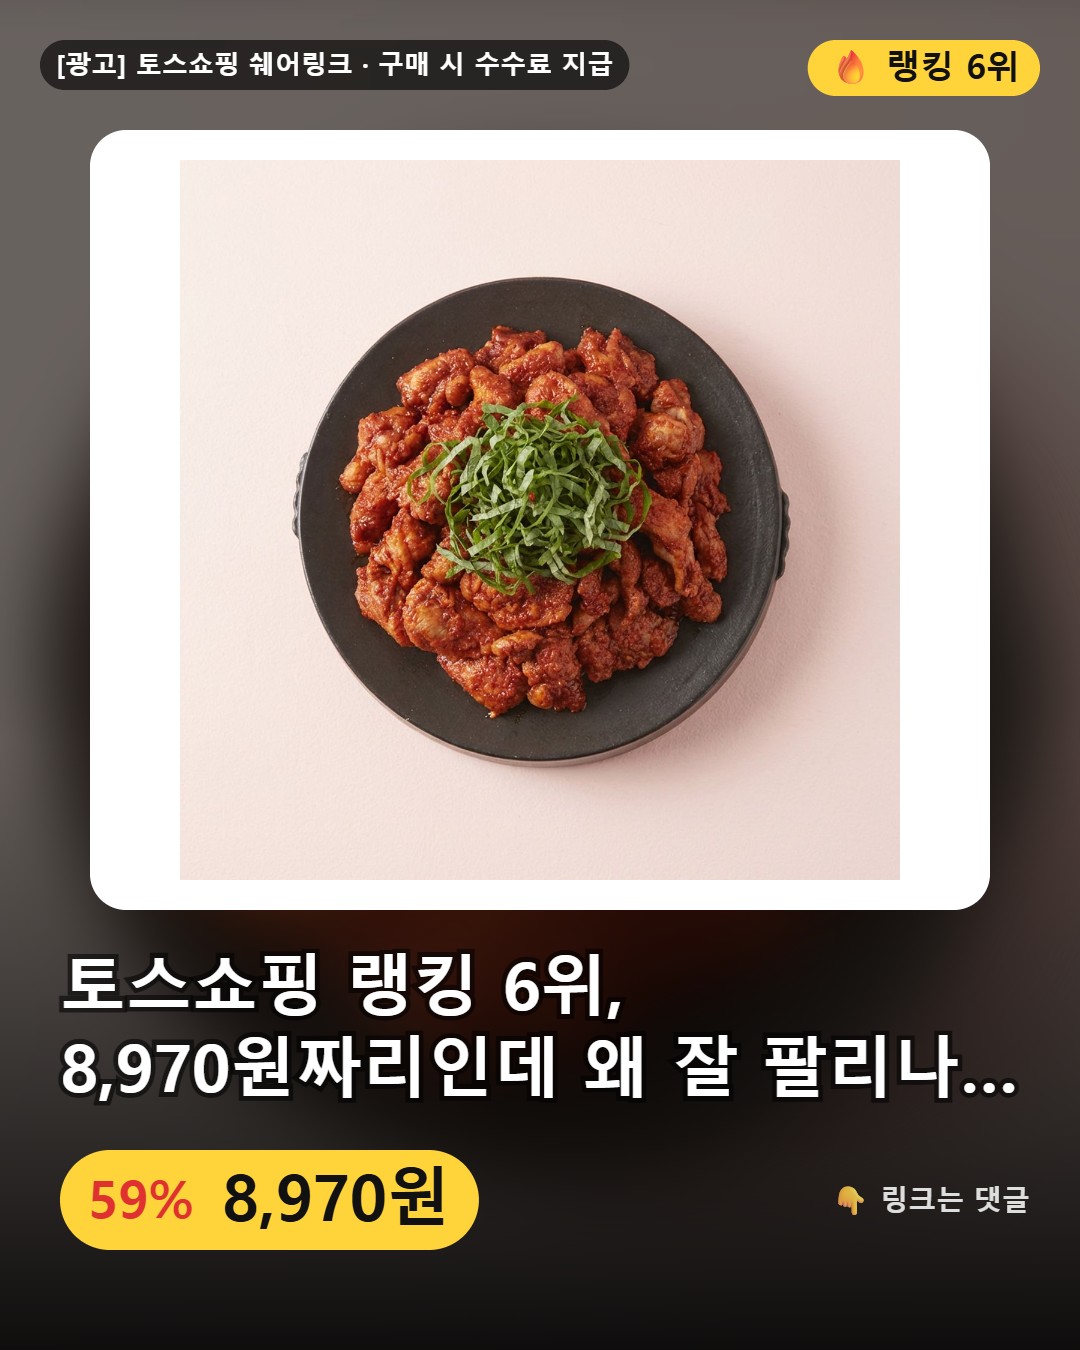 [광고] 토스쇼핑 쉐어링크 · 구매 시 수수료 지급
🔥 랭킹 6위
토스쇼핑 랭킹 6위,
8,970원짜리인데 왜 잘 팔리나...
59% 8,970원
👇 링크는 댓글